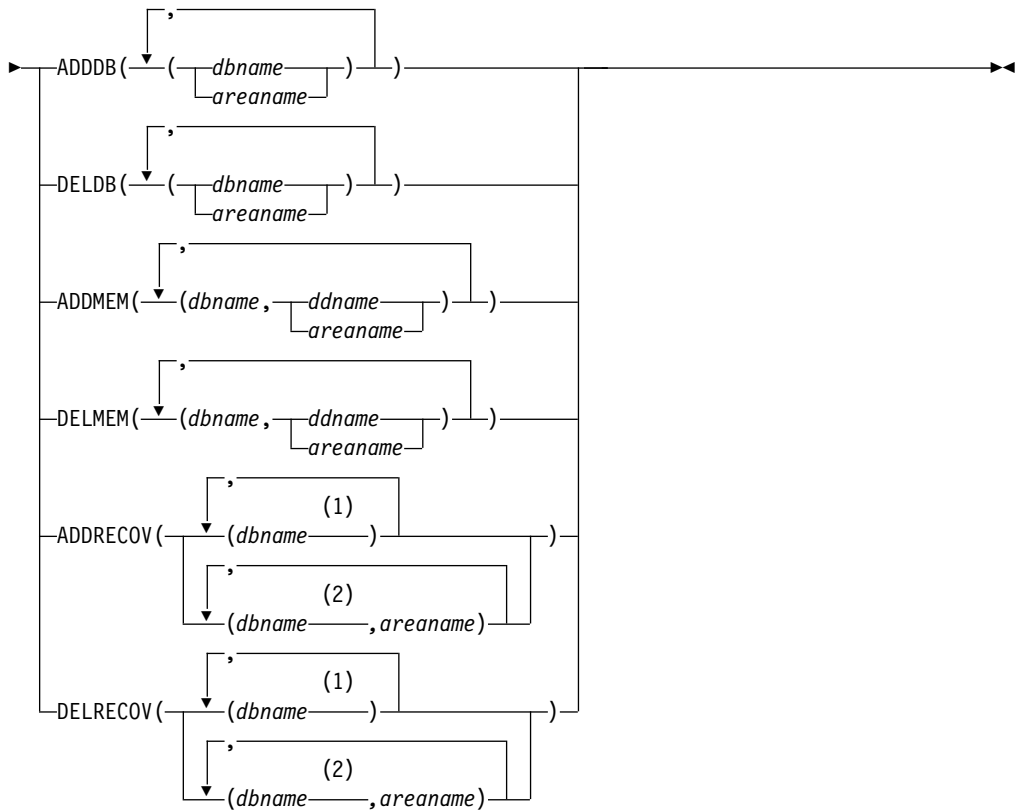 ,
ADDDB( ( dbname ) )
areaname
,
DELDB( ( dbname ) )
areaname
,
ADDMEM( (dbname, ddname ) )
areaname
,
DELMEM( (dbname, ddname ) )
areaname
,
(1)
ADDRECOV( (dbname ) )
,
(2)
(dbname ,areaname)
,
(1)
DELRECOV( (dbname ) )
,
(2)
(dbname ,areaname)